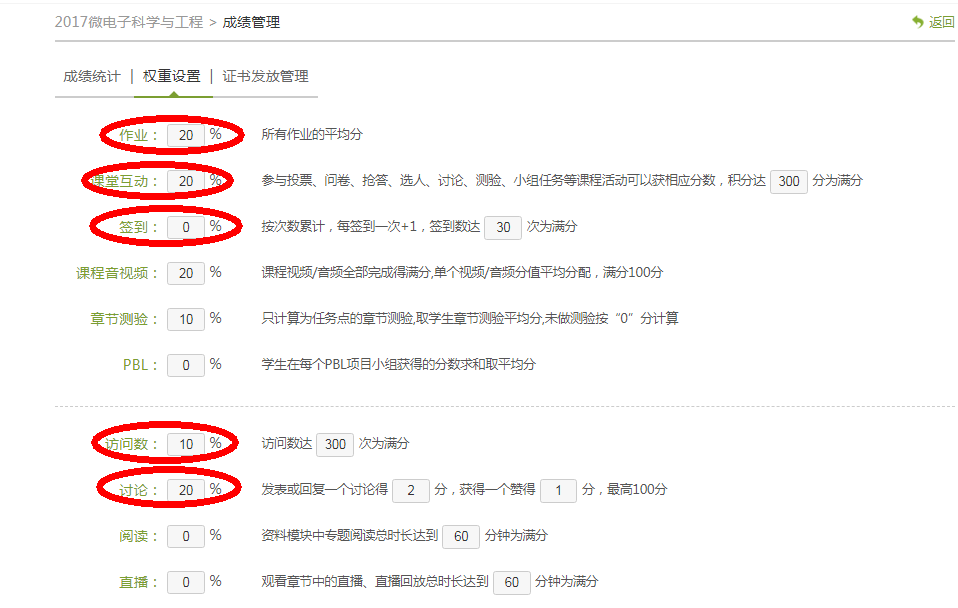 2017微电子科学与工程 > 成绩管理 返回
成绩统计 | 权重设置 | 证书发放管理
作业： 20 % 所有作业的平均分
课堂互动： 20 % 参与投票、问卷、抢答、选人、讨论、测验、小组任务等课程活动可以获相应分数，积分达 300 分为满分
签到： 0 % 按次数累计，每签到一次+1，签到数达 30 次为满分
课程音视频： 20 % 课程视频/音频全部完成得满分,单个视频/音频分值平均分配，满分100分
章节测验： 10 % 只计算为任务点的章节测验,取学生章节测验平均分,未做测验按“0”分计算
PBL： 0 % 学生在每个PBL项目小组获得的分数求和取平均分
访问数： 10 % 访问数达 300 次为满分
讨论： 20 % 发表或回复一个讨论得 2 分，获得一个赞得 1 分，最高100分
阅读： 0 % 资料模块中专题阅读总时长达到 60 分钟为满分
直播： 0 % 观看章节中的直播、直播回放总时长达到 60 分钟为满分